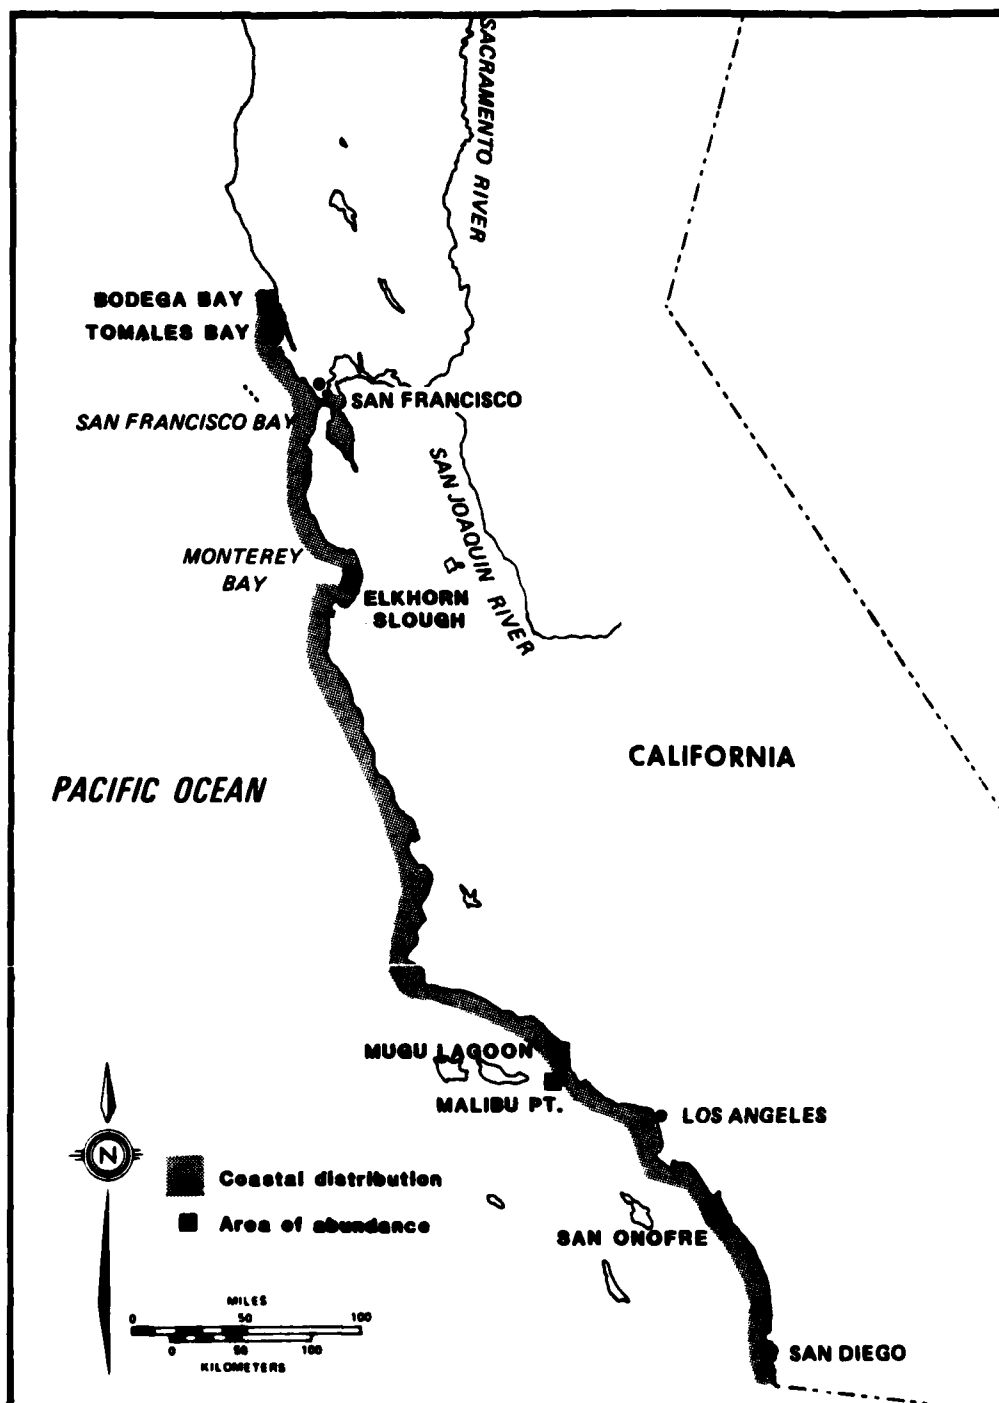 SACRAMENTO RIVER
BODEGA BAY
TOMALES BAY
SAN FRANCISCO
SAN FRANCISCO BAY
SAN JOAQUIN RIVER
MONTEREY
BAY
ELKHORN
SLOUGH
CALIFORNIA
PACIFIC OCEAN
MUGU LAGOON
MALIBU PT.
LOS ANGELES
N
Coastal distribution
Area of abundance
SAN ONOFRE
MILES
0 50 100
0 50 100
KILOMETERS
SAN DIEGO